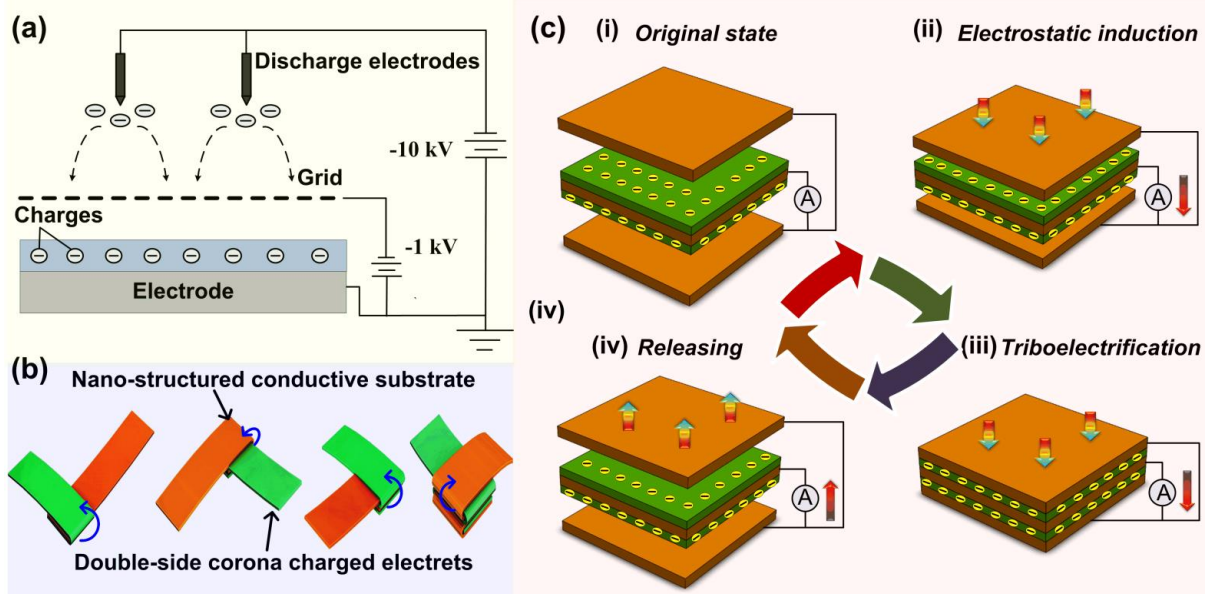 (a)
Discharge electrodes
-10 kV
Grid
Charges
-1 kV
Electrode
(b)
Nano-structured conductive substrate
Double-side corona charged electrets
(c)
(i) Original state
A
(ii) Electrostatic induction
A
(iv)
(iv) Releasing
A
(iii) Triboelectrification
A